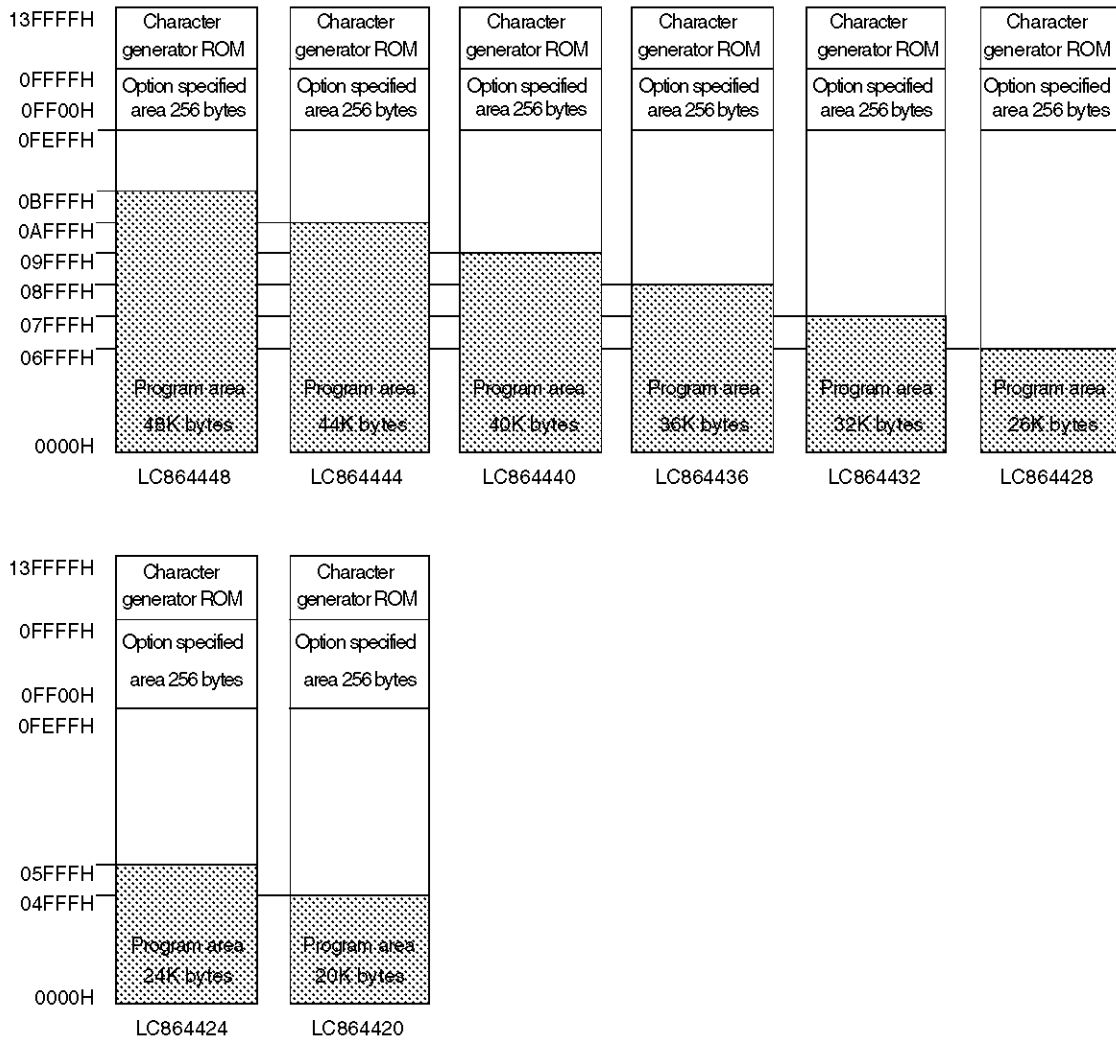 13FFFFH
0FFFFH
0FF00H
0FEFFH
0BFFFH
0AFFFH
09FFFH
08FFFH
07FFFH
06FFFH
0000H
Character
generator ROM
Option specified
area 256 bytes
Program area
48K bytes
LC864448
Character
generator ROM
Option specified
area 256 bytes
Program area
44K bytes
LC864444
Character
generator ROM
Option specified
area 256 bytes
Program area
40K bytes
LC864440
Character
generator ROM
Option specified
area 256 bytes
Program area
36K bytes
LC864436
Character
generator ROM
Option specified
area 256 bytes
Program area
32K bytes
LC864432
Character
generator ROM
Option specified
area 256 bytes
Program area
26K bytes
LC864428
13FFFFH
0FFFFH
0FF00H
0FEFFH
05FFFH
04FFFH
0000H
Character
generator ROM
Option specified
area 256 bytes
Program area
24K bytes
LC864424
Character
generator ROM
Option specified
area 256 bytes
Program area
20K bytes
LC864420